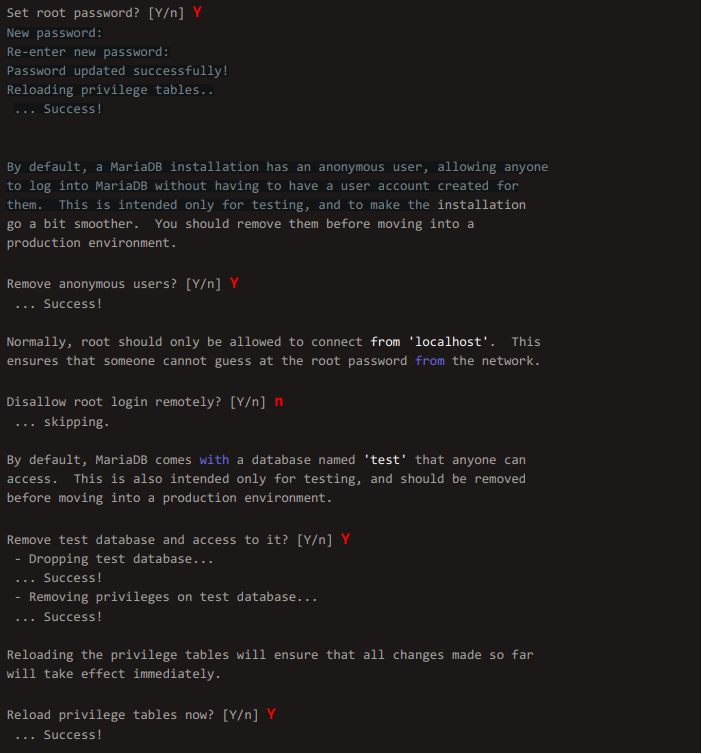 Set root password? [Y/n] Y
New password:
Re-enter new password:
Password updated successfully!
Reloading privilege tables..
 ... Success!
By default, a MariaDB installation has an anonymous user, allowing anyone
to log into MariaDB without having to have a user account created for
them.  This is intended only for testing, and to make the installation
go a bit smoother.  You should remove them before moving into a
production environment.
Remove anonymous users? [Y/n] Y
 ... Success!
Normally, root should only be allowed to connect from 'localhost'.  This
ensures that someone cannot guess at the root password from the network.
Disallow root login remotely? [Y/n] n
 ... skipping.
By default, MariaDB comes with a database named 'test' that anyone can
access.  This is also intended only for testing, and should be removed
before moving into a production environment.
Remove test database and access to it? [Y/n] Y
 - Dropping test database...
 ... Success!
 - Removing privileges on test database...
 ... Success!
Reloading the privilege tables will ensure that all changes made so far
will take effect immediately.
Reload privilege tables now? [Y/n] Y
 ... Success!